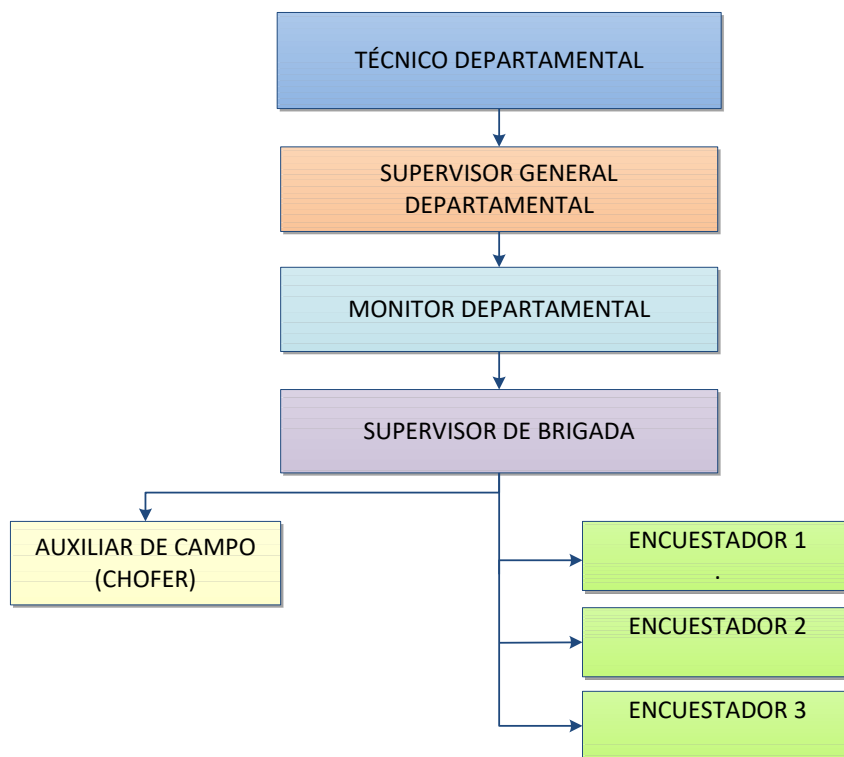 TÉCNICO DEPARTAMENTAL
SUPERVISOR GENERAL
DEPARTAMENTAL
MONITOR DEPARTAMENTAL
SUPERVISOR DE BRIGADA
AUXILIAR DE CAMPO
(CHOFER)
ENCUESTADOR 1
.
ENCUESTADOR 2
ENCUESTADOR 3